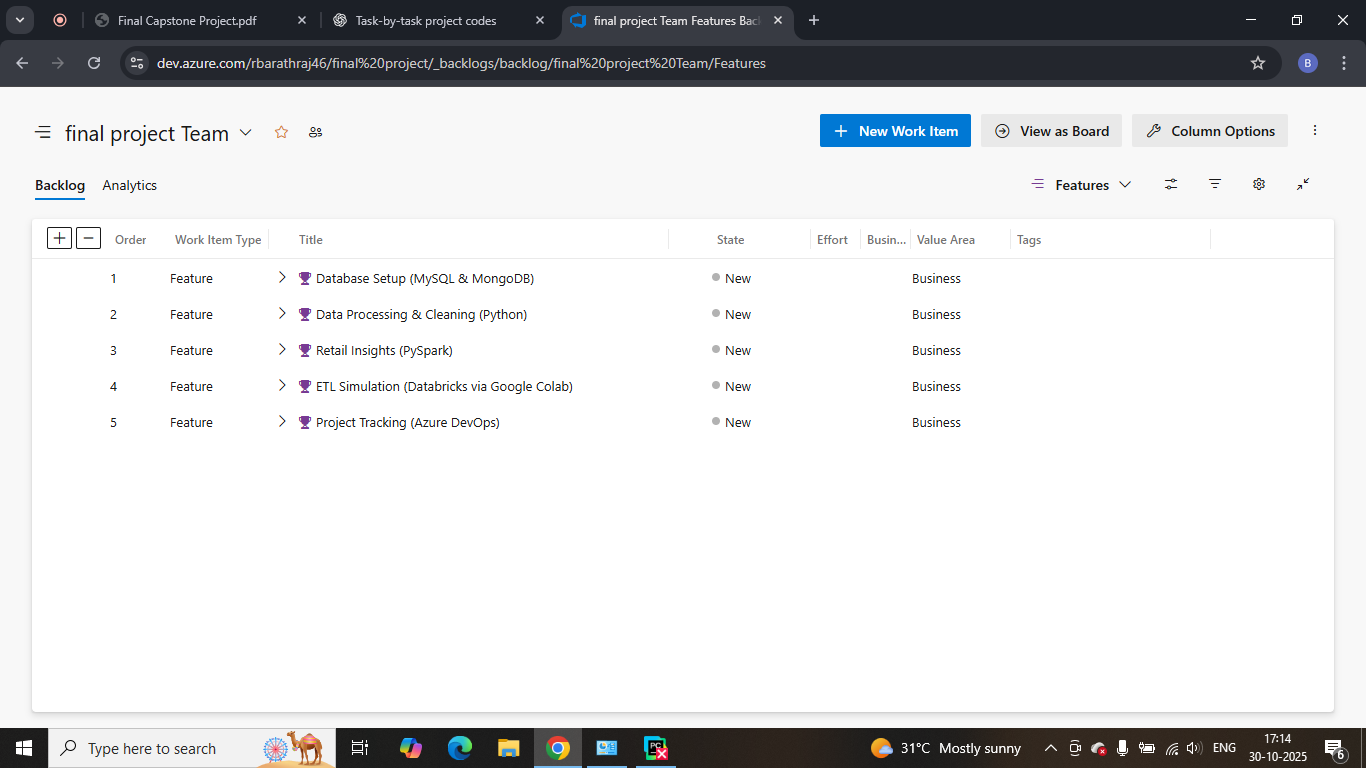 Final Capstone Project.pdf
Task-by-task project codes
final project Team Features Bac
dev.azure.com/rbarathraj46/final%20project/_backlogs/backlog/final%20project%20Team/Features
B
final project Team
New Work Item
View as Board
Column Options
Backlog
Analytics
Features
Order Work Item Type Title State Effort Busin... Value Area Tags
1 Feature Database Setup (MySQL & MongoDB) New Business
2 Feature Data Processing & Cleaning (Python) New Business
3 Feature Retail Insights (PySpark) New Business
4 Feature ETL Simulation (Databricks via Google Colab) New Business
5 Feature Project Tracking (Azure DevOps) New Business
Type here to search
PC
31°C Mostly sunny
ENG
17:14
30-10-2025
6